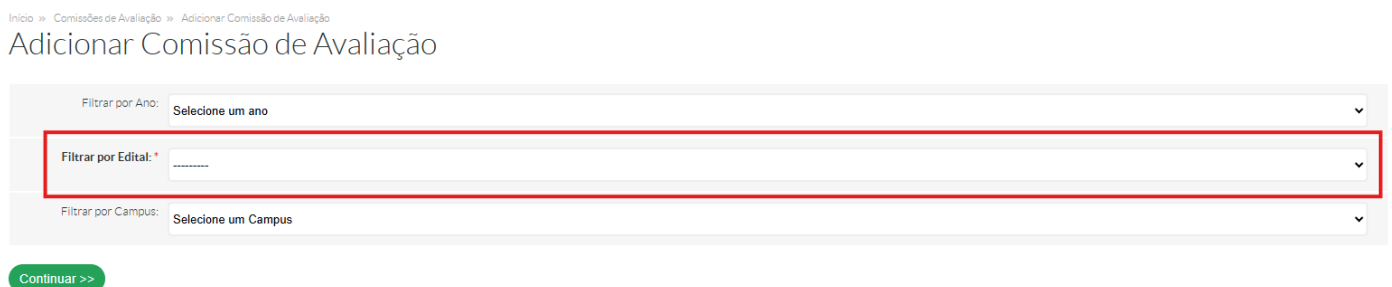 Início » Comissões de Avaliação » Adicionar Comissão de Avaliação
Adicionar Comissão de Avaliação
Filtrar por Ano: Selecione um ano
Filtrar por Edital: * ---------
Filtrar por Campus: Selecione um Campus
Continuar >>